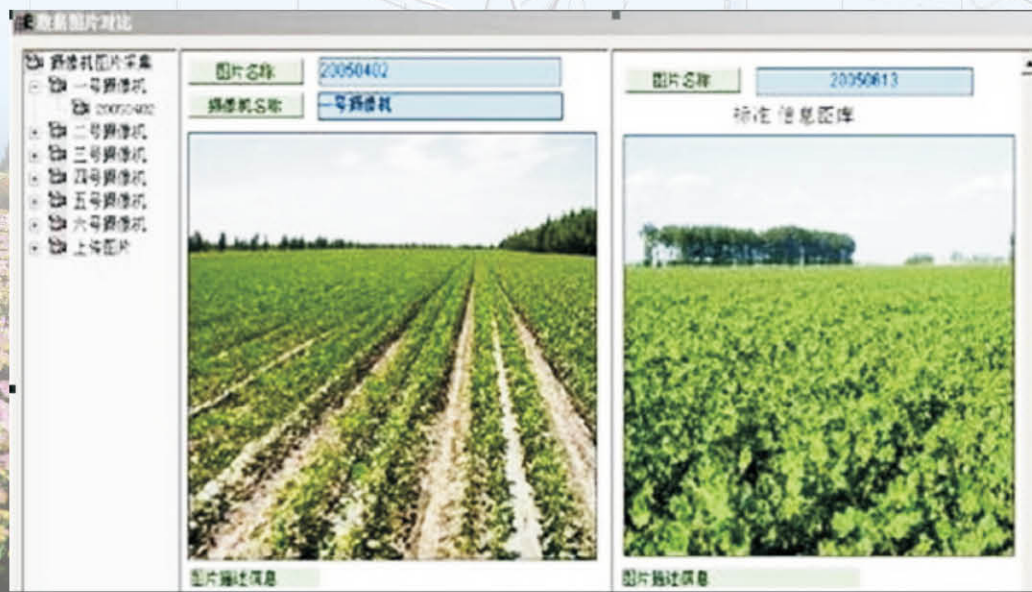 数据图片对比
摄像机图片采集
一号摄像机
20050402
二号摄像机
三号摄像机
四号摄像机
五号摄像机
六号摄像机
上传图片
图片名称 20050402
摄像机名称 一号摄像机
图片描述信息
图片名称 20050813
标准信息图库
图片描述信息